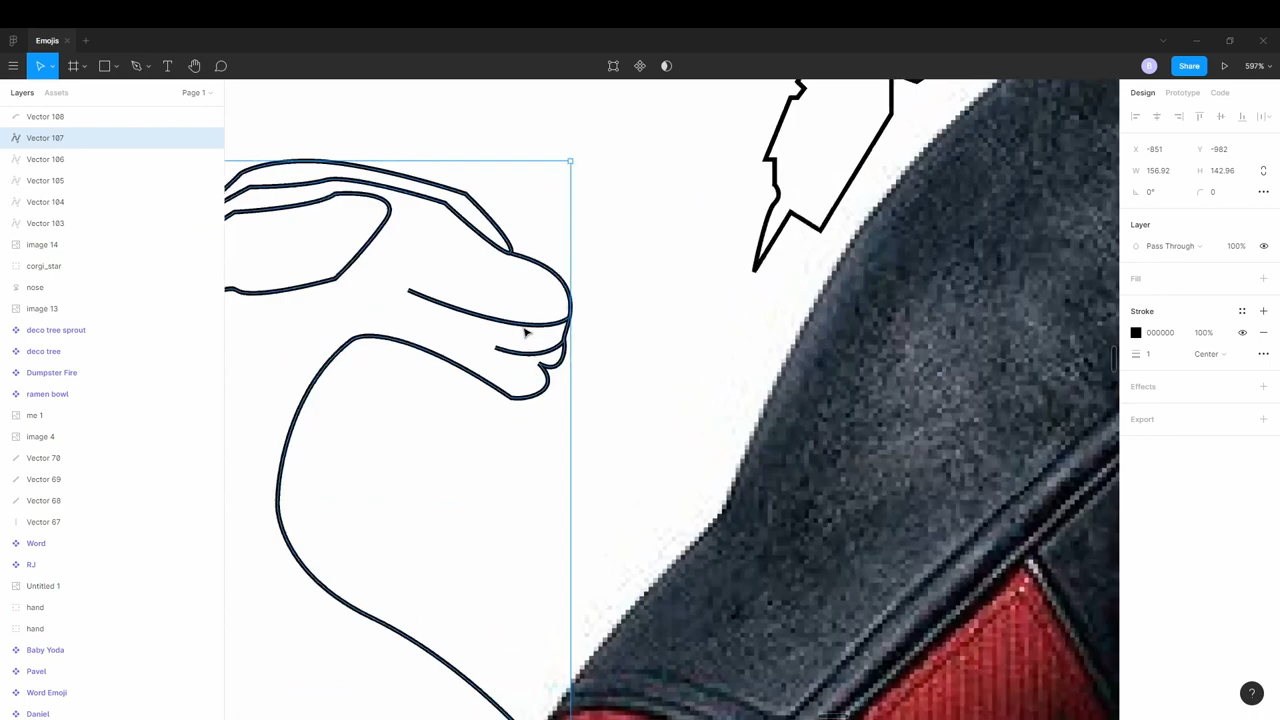 Emojis
Share
597%
Layers Assets Page 1
Design Prototype Code
Vector 108
Vector 107
Vector 106
Vector 105
Vector 104
Vector 103
image 14
corgi_star
nose
image 13
deco tree sprout
deco tree
Dumpster Fire
ramen bowl
me 1
image 4
Vector 70
Vector 69
Vector 68
Vector 67
Word
RJ
Untitled 1
hand
hand
Baby Yoda
Pavel
Word Emoji
Daniel
X -851 Y -982
W 156.92 H 142.96
0° 0
Layer
Pass Through 100%
Fill
Stroke
000000 100%
1 Center
Effects
Export
?